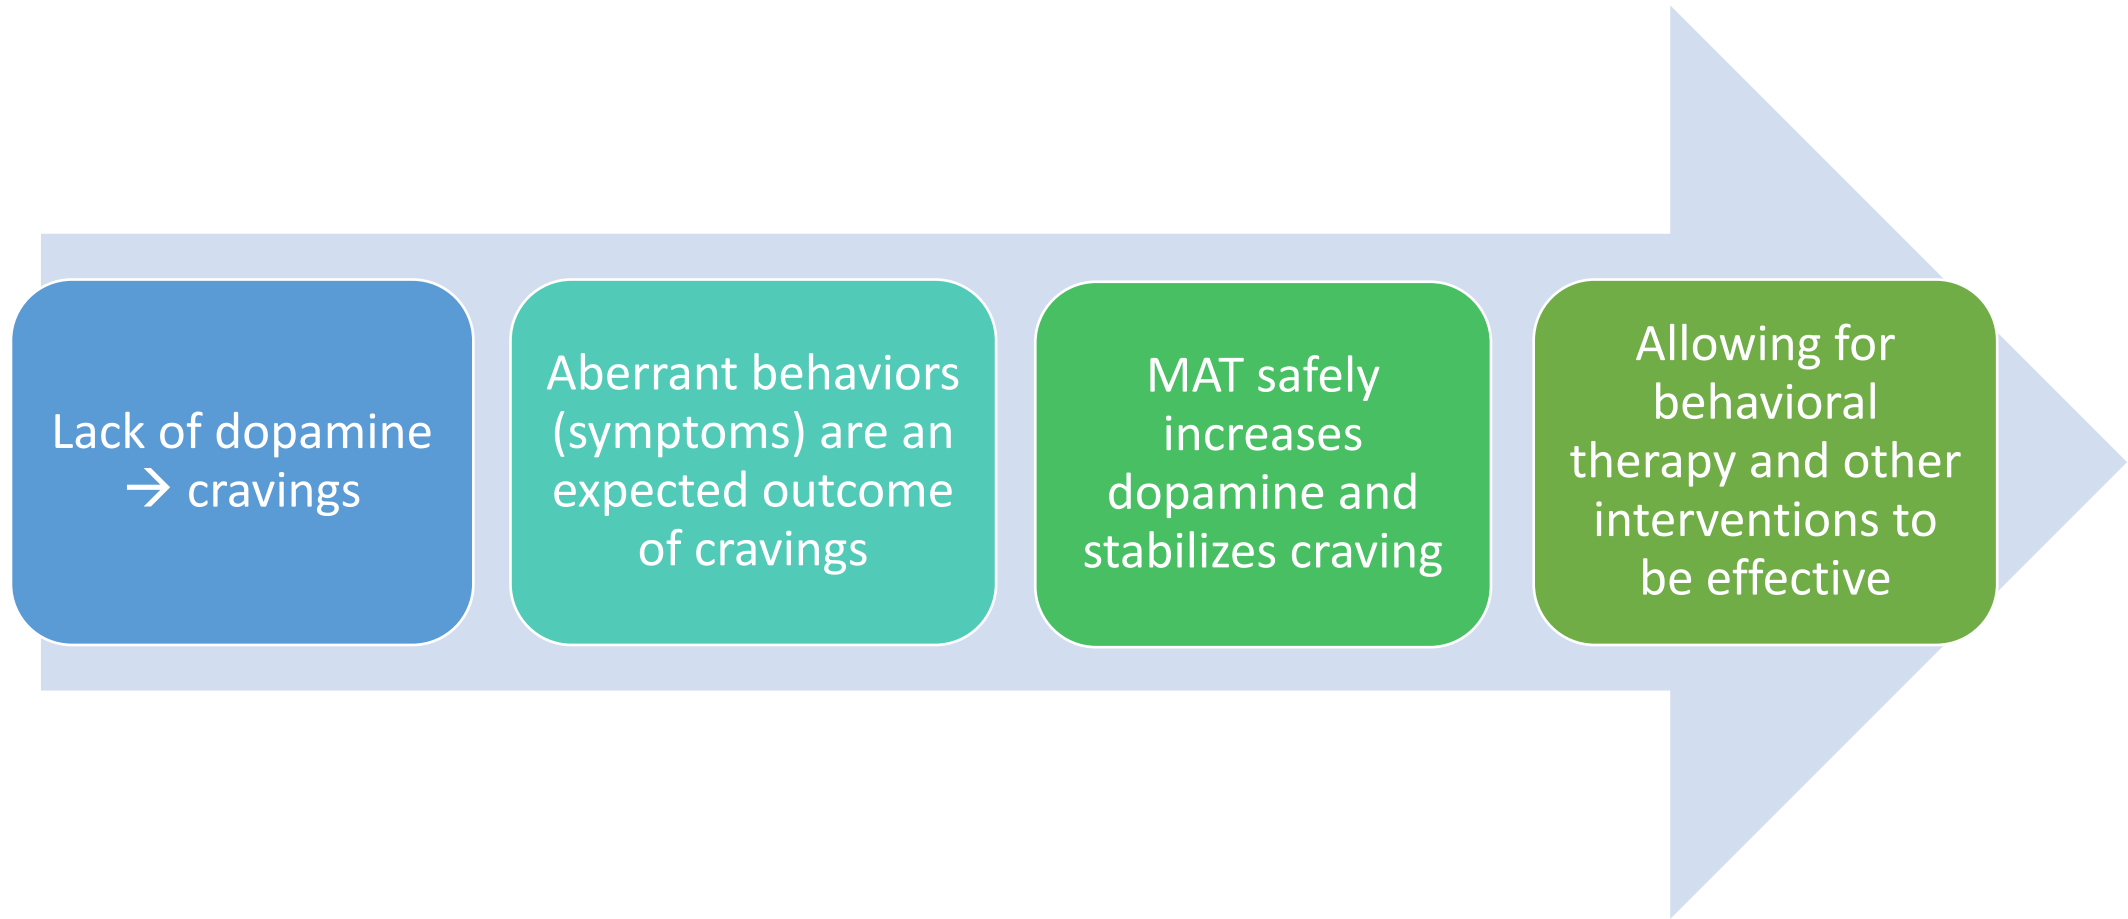 Lack of dopamine
→ cravings
Aberrant behaviors
(symptoms) are an
expected outcome
of cravings
MAT safely
increases
dopamine and
stabilizes craving
Allowing for
behavioral
therapy and other
interventions to
be effective